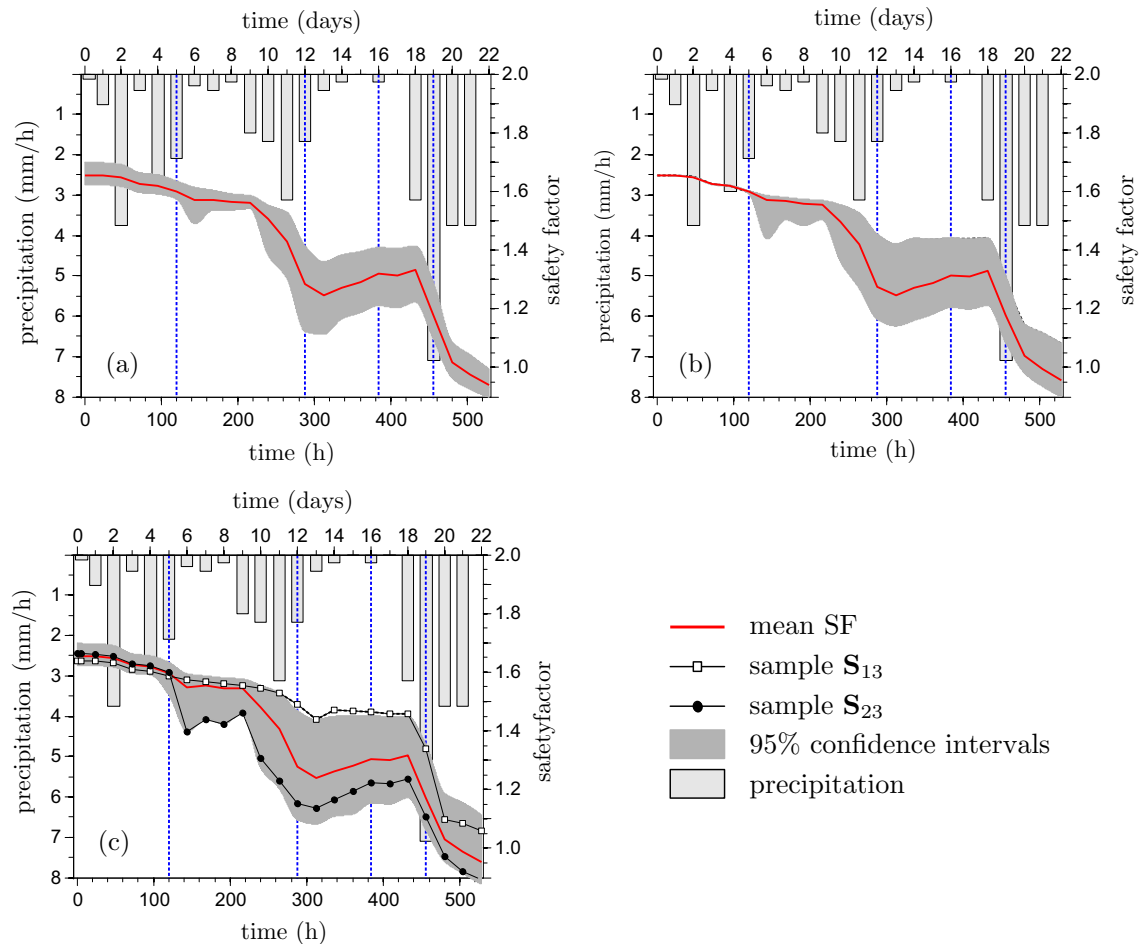 time (days)
0 2 4 6 8 10 12 14 16 18 20 22
2.0
1.8
1.6
1.4
1.2
1.0
safety factor
1
2
3
4
5
6
7
8
precipitation (mm/h)
(a)
0 100 200 300 400 500
time (h)
time (days)
0 2 4 6 8 10 12 14 16 18 20 22
2.0
1.8
1.6
1.4
1.2
1.0
safety factor
1
2
3
4
5
6
7
8
precipitation (mm/h)
(b)
0 100 200 300 400 500
time (h)
time (days)
0 2 4 6 8 10 12 14 16 18 20 22
2.0
1.8
1.6
1.4
1.2
1.0
safetyfactor
1
2
3
4
5
6
7
8
precipitation (mm/h)
(c)
0 100 200 300 400 500
time (h)
mean SF
sample S13
sample S23
95% confidence intervals
precipitation